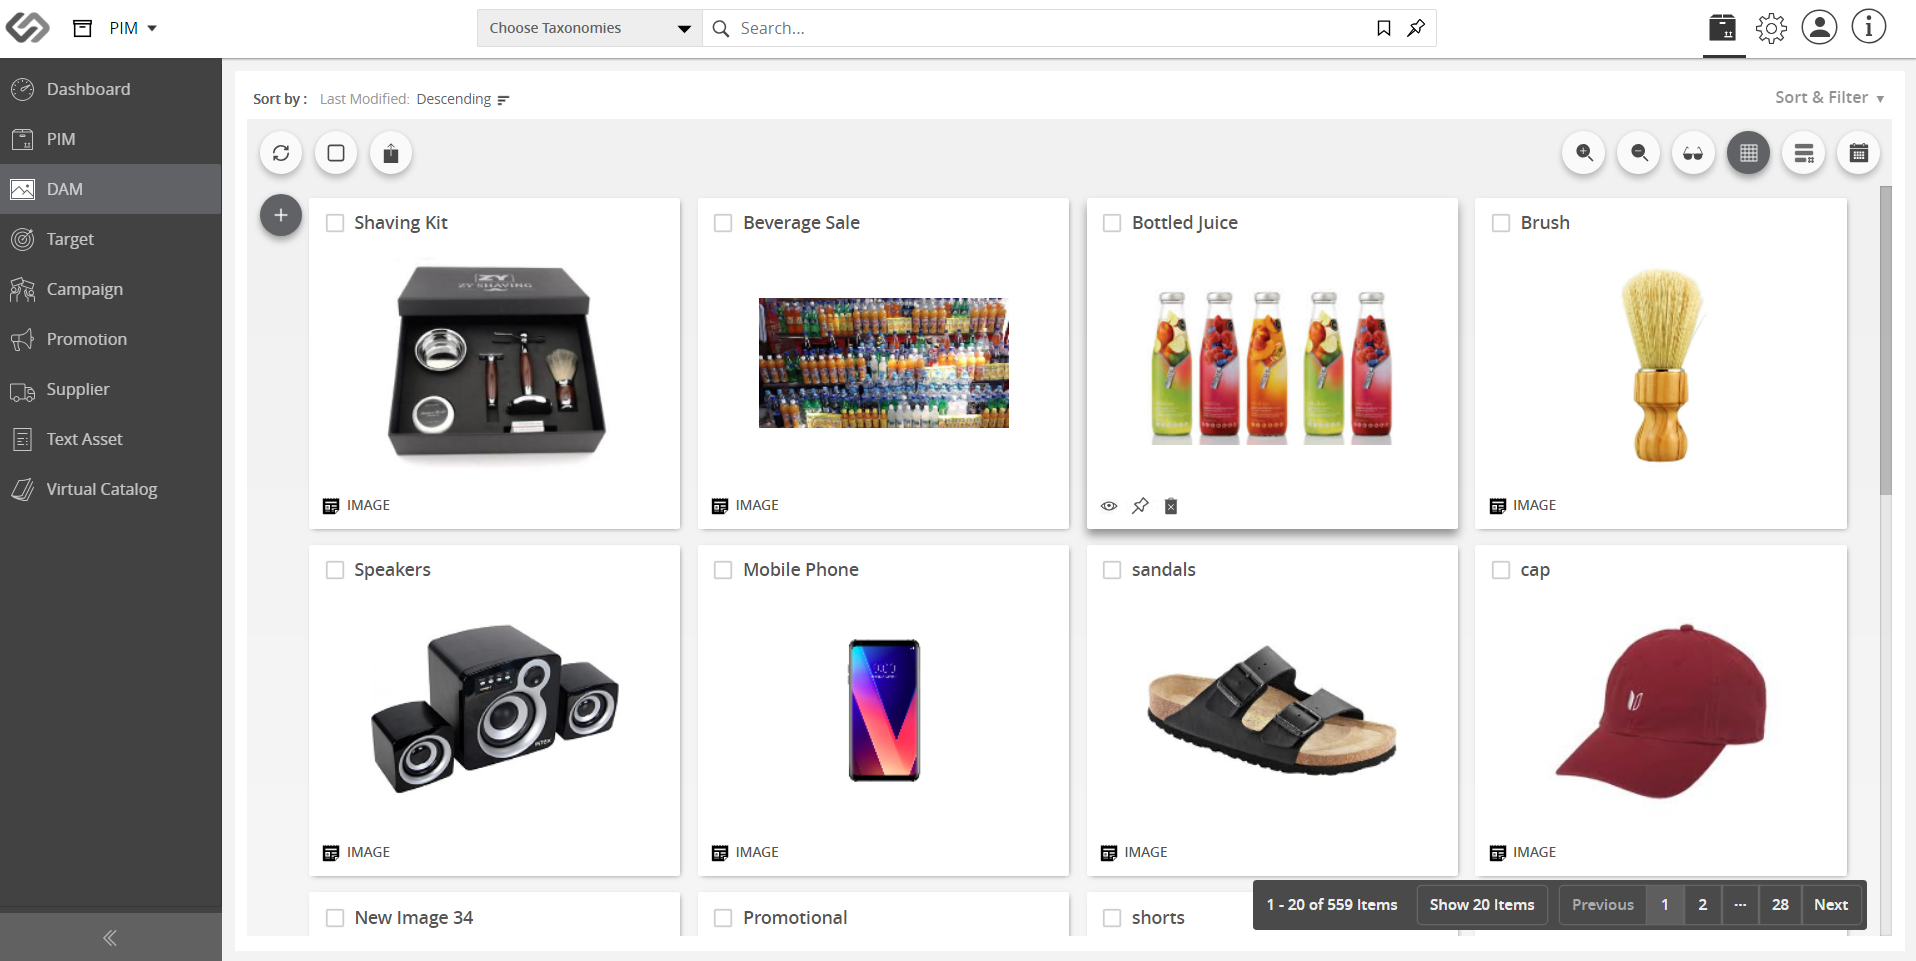 PIM
Choose Taxonomies
Search...
Dashboard
PIM
DAM
Target
Campaign
Promotion
Supplier
Text Asset
Virtual Catalog
Sort by : Last Modified: Descending
Sort & Filter
Shaving Kit
ZY
ZY SHAVING
IMAGE
Beverage Sale
IMAGE
Bottled Juice
Brush
IMAGE
Speakers
IMAGE
Mobile Phone
IMAGE
sandals
IMAGE
cap
IMAGE
New Image 34
Promotional
shorts
1 - 20 of 559 Items
Show 20 Items
Previous
1
2
...
28
Next